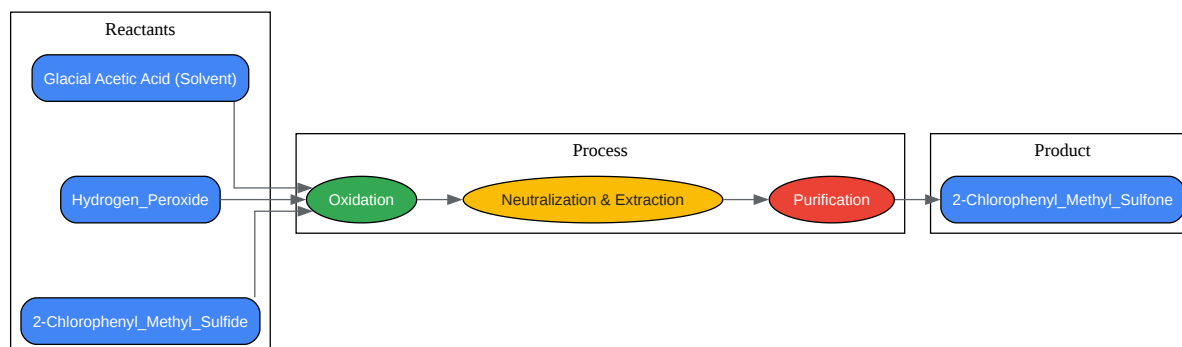 Reactants
Glacial Acetic Acid (Solvent)
Hydrogen_Peroxide
2-Chlorophenyl_Methyl_Sulfide
Process
Oxidation
Neutralization & Extraction
Purification
Product
2-Chlorophenyl_Methyl_Sulfone